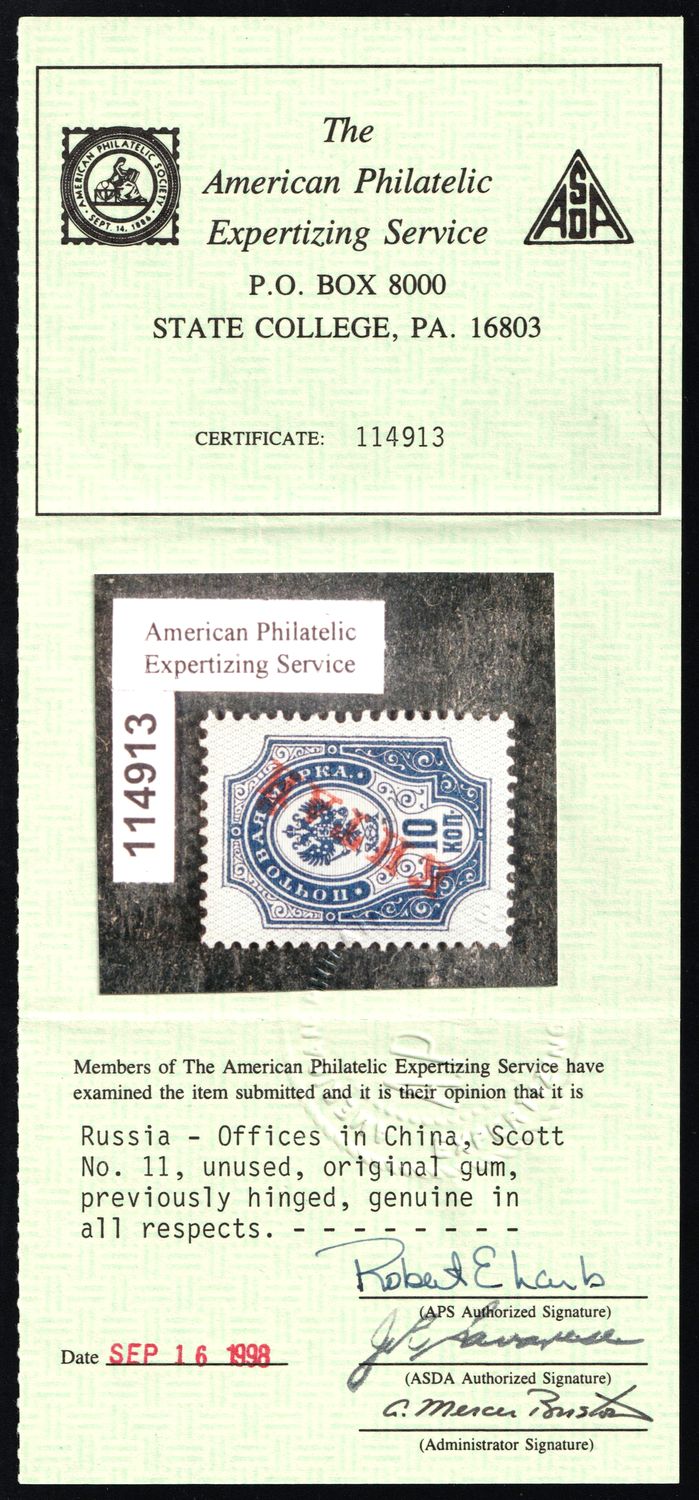 AMERICAN PHILATELIC SOCIETY
SEPT. 14, 1886
The
American Philatelic
Expertizing Service
ASDA
P.O. BOX 8000
STATE COLLEGE, PA. 16803
CERTIFICATE: 114913
American Philatelic
Expertizing Service
114913
ПОЧТОВАЯ МАРКА.
10
КОП.
КИТАЙ
Members of The American Philatelic Expertizing Service have
examined the item submitted and it is their opinion that it is
Russia - Offices in China, Scott
No. 11, unused, original gum,
previously hinged, genuine in
all respects. - - - - - - - - -
Robert E
(APS Authorized Signature)
Date SEP 16 1998
(ASDA Authorized Signature)
C. Mercer Bristow
(Administrator Signature)